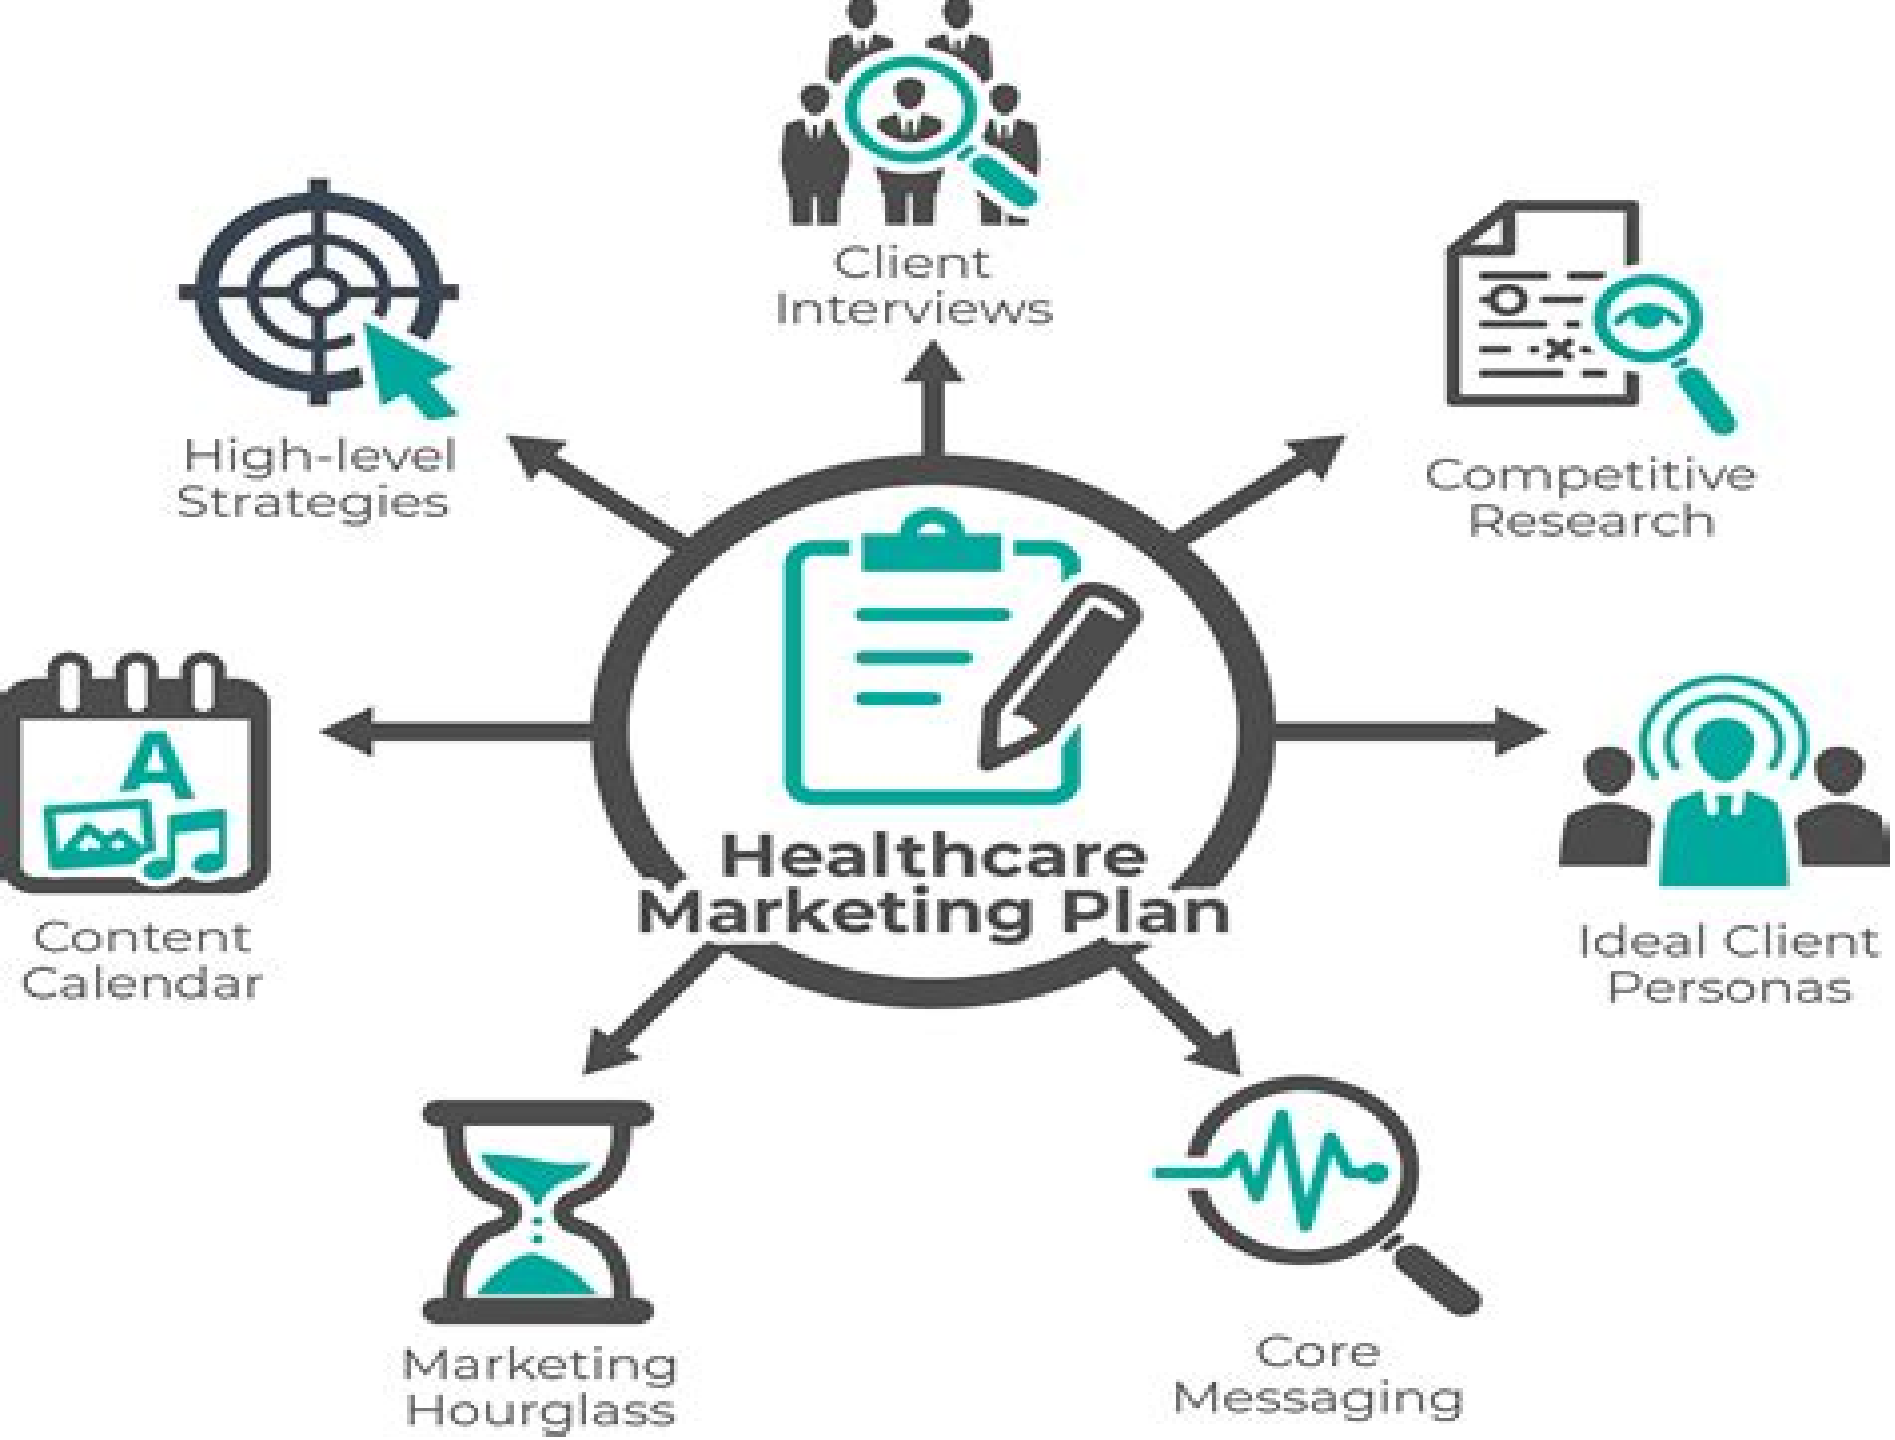 Client
Interviews
High-level
Strategies
Competitive
Research
A
Healthcare
Marketing Plan
Content
Calendar
Ideal Client
Personas
Marketing
Hourglass
Core
Messaging